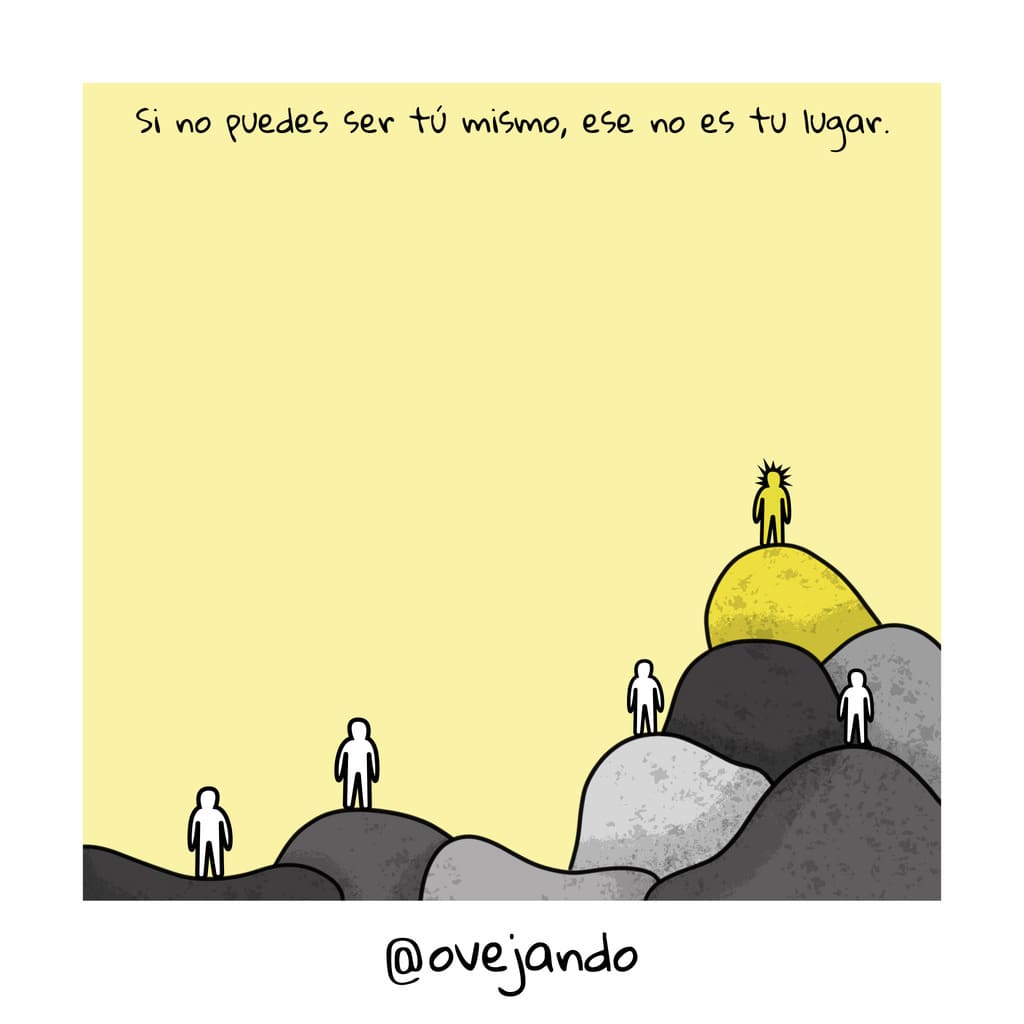 Si no puedes ser tú mismo, ese no es tu lugar.
@ovejando